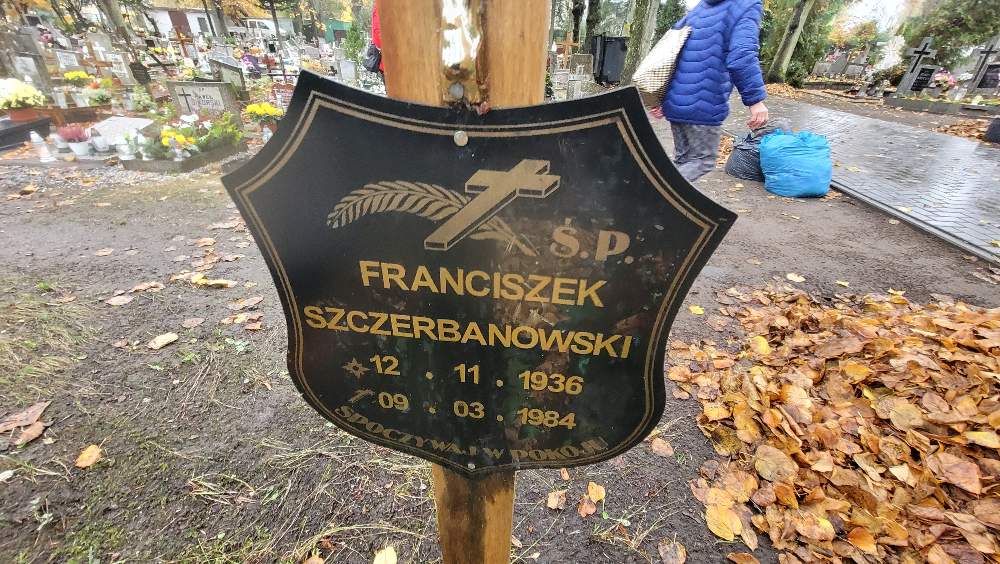 Ś.P.
FRANCISZEK
SZCZERBANOWSKI
12 . 11 . 1936
09 . 03 . 1984
SPOCZYWAJ W POKOJU